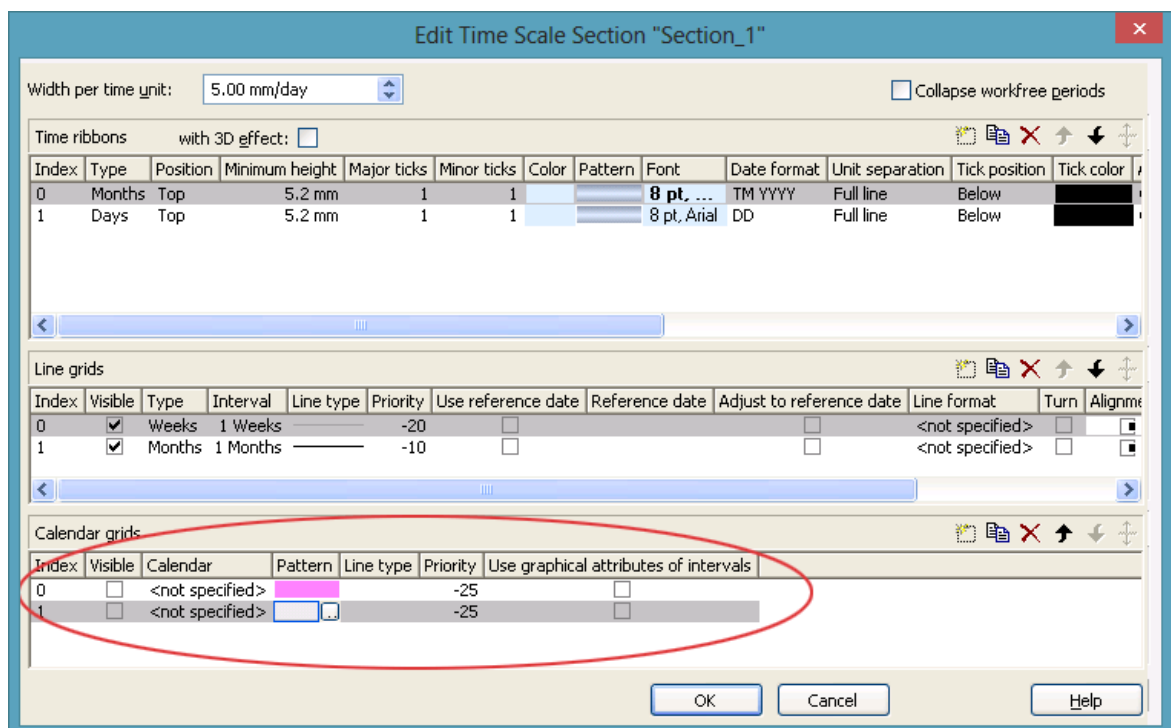 Edit Time Scale Section "Section_1"
Width per time unit: 5.00 mm/day Collapse workfree periods
Time ribbons with 3D effect:
Index Type Position Minimum height Major ticks Minor ticks Color Pattern Font Date format Unit separation Tick position Tick color
0 Months Top 5.2 mm 1 1 8 pt, ... TM YYYY Full line Below
1 Days Top 5.2 mm 1 1 8 pt, Arial DD Full line Below
Line grids
Index Visible Type Interval Line type Priority Use reference date Reference date Adjust to reference date Line format Turn Alignme
0 Weeks 1 Weeks -20 <not specified>
1 Months 1 Months -10 <not specified>
Calendar grids
Index Visible Calendar Pattern Line type Priority Use graphical attributes of intervals
0 <not specified> -25
1 <not specified> ... -25
OK Cancel Help